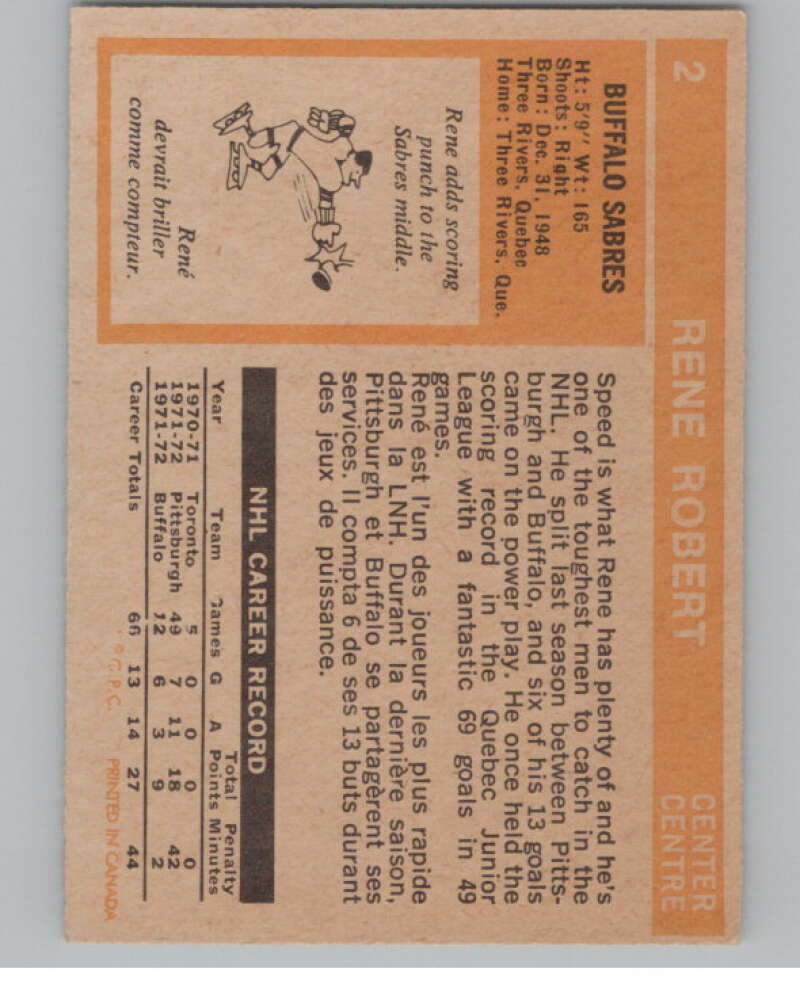 2 RENE ROBERT CENTER
CENTRE
BUFFALO SABRES
Ht: 5'9" Wt: 165
Shoots: Right
Born: Dec. 31, 1948
Three Rivers, Quebec
Home: Three Rivers, Que.
Rene adds scoring
punch to the
Sabres middle.
René
devrait briller
comme compteur.
Speed is what Rene has plenty of and he's
one of the toughest men to catch in the
NHL. He split last season between Pitts-
burgh and Buffalo, and six of his 13 goals
came on the power play. He once held the
scoring record in the Quebec Junior
League with a fantastic 69 goals in 49
games.
René est l'un des joueurs les plus rapide
dans la LNH. Durant la dernière saison,
Pittsburgh et Buffalo se partagèrent ses
services. Il compta 6 de ses 13 buts durant
des jeux de puissance.
NHL CAREER RECORD
Total Penalty
Year Team Games G A Points Minutes
1970-71 Toronto 5 0 0 0 0
1971-72 Pittsburgh 49 7 11 18 42
1971-72 Buffalo 12 6 3 9 2
Career Totals 66 13 14 27 44
© O.P.C. PRINTED IN CANADA